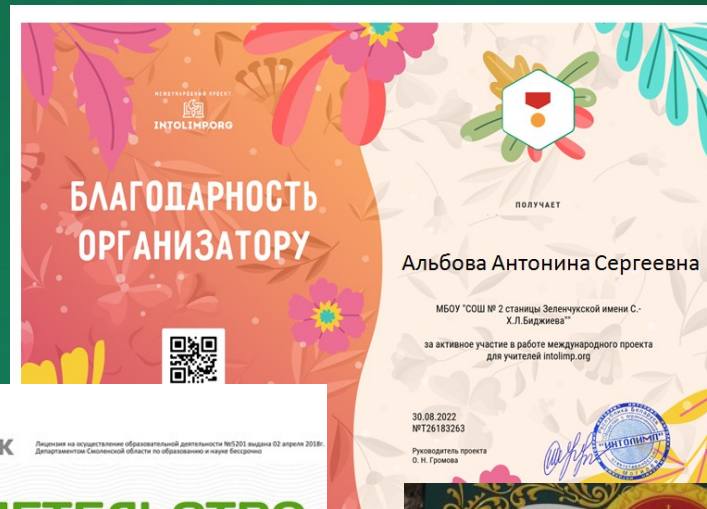 МЕЖДУНАРОДНЫЙ ПРОЕКТ
INTOLIMP.ORG
БЛАГОДАРНОСТЬ
ОРГАНИЗАТОРУ
ПОЛУЧАЕТ
Альбова Антонина Сергеевна
МБОУ "СОШ № 2 станицы Зеленчукской имени С.-
Х.Л.Биджиева""
за активное участие в работе международного проекта
для учителей intolimp.org
30.08.2022
№T26183263
Руководитель проекта
О. Н. Громова
"ИНТОЛИМП"
К
Лицензия на осуществление образовательной деятельности №5201 выдана 02 апреля 2018г.
Департаментом Смоленской области по образованию и науке бессрочно